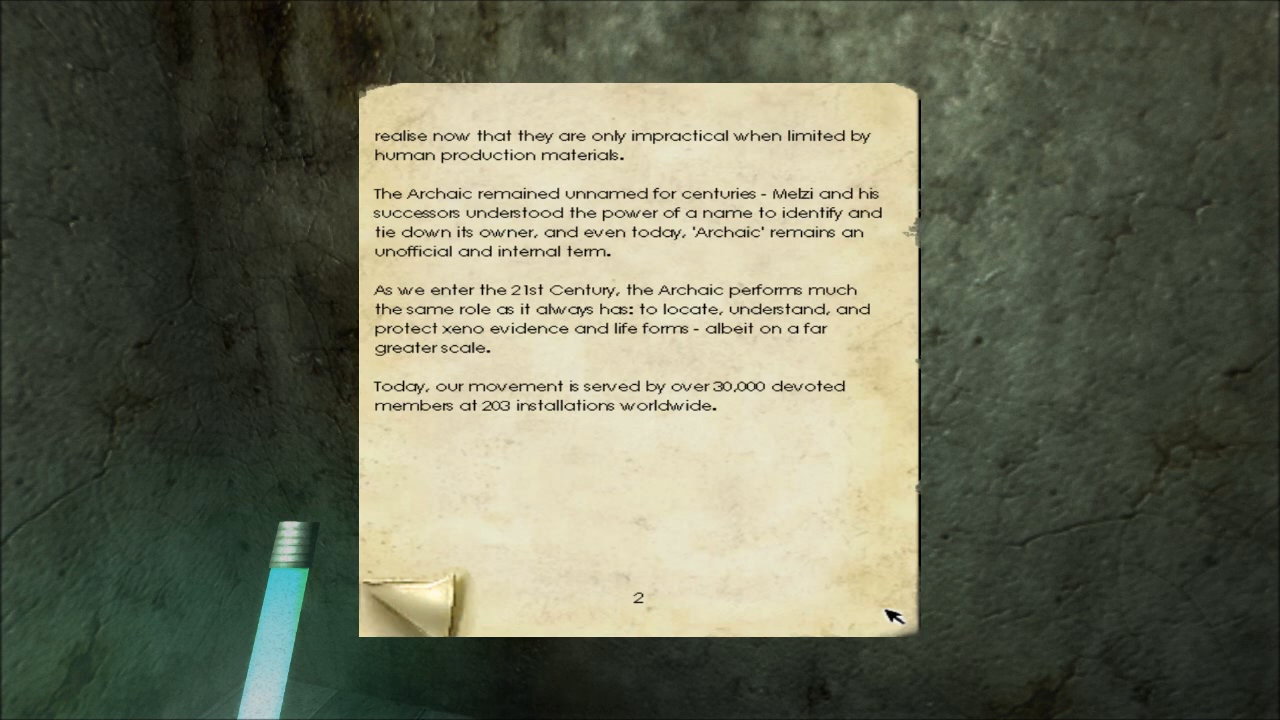 realise now that they are only impractical when limited by
human production materials.
The Archaic remained unnamed for centuries - Melzi and his
successors understood the power of a name to identify and
tie down its owner, and even today, 'Archaic' remains an
unofficial and internal term.
As we enter the 21st Century, the Archaic performs much
the same role as it always has: to locate, understand, and
protect xeno evidence and life forms - albeit on a far
greater scale.
Today, our movement is served by over 30,000 devoted
members at 203 installations worldwide.
2